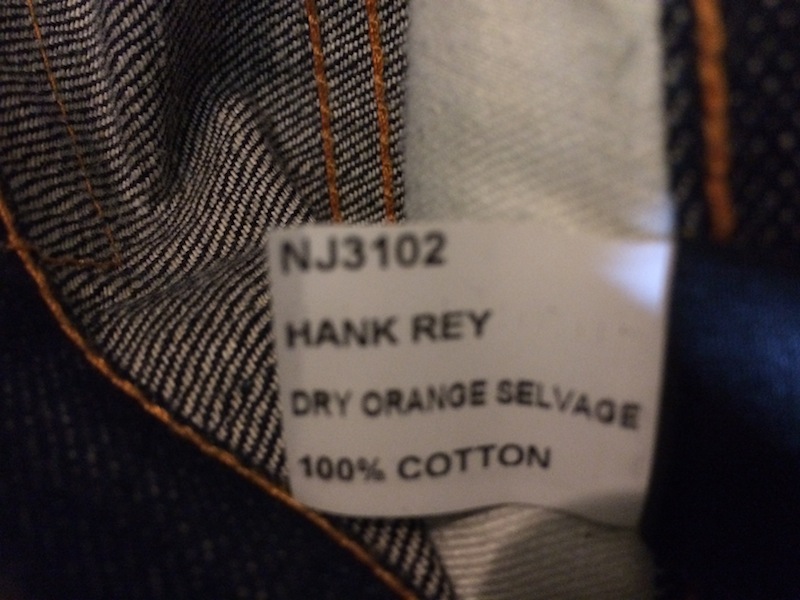 NJ3102
HANK REY
DRY ORANGE SELVAGE
100% COTTON